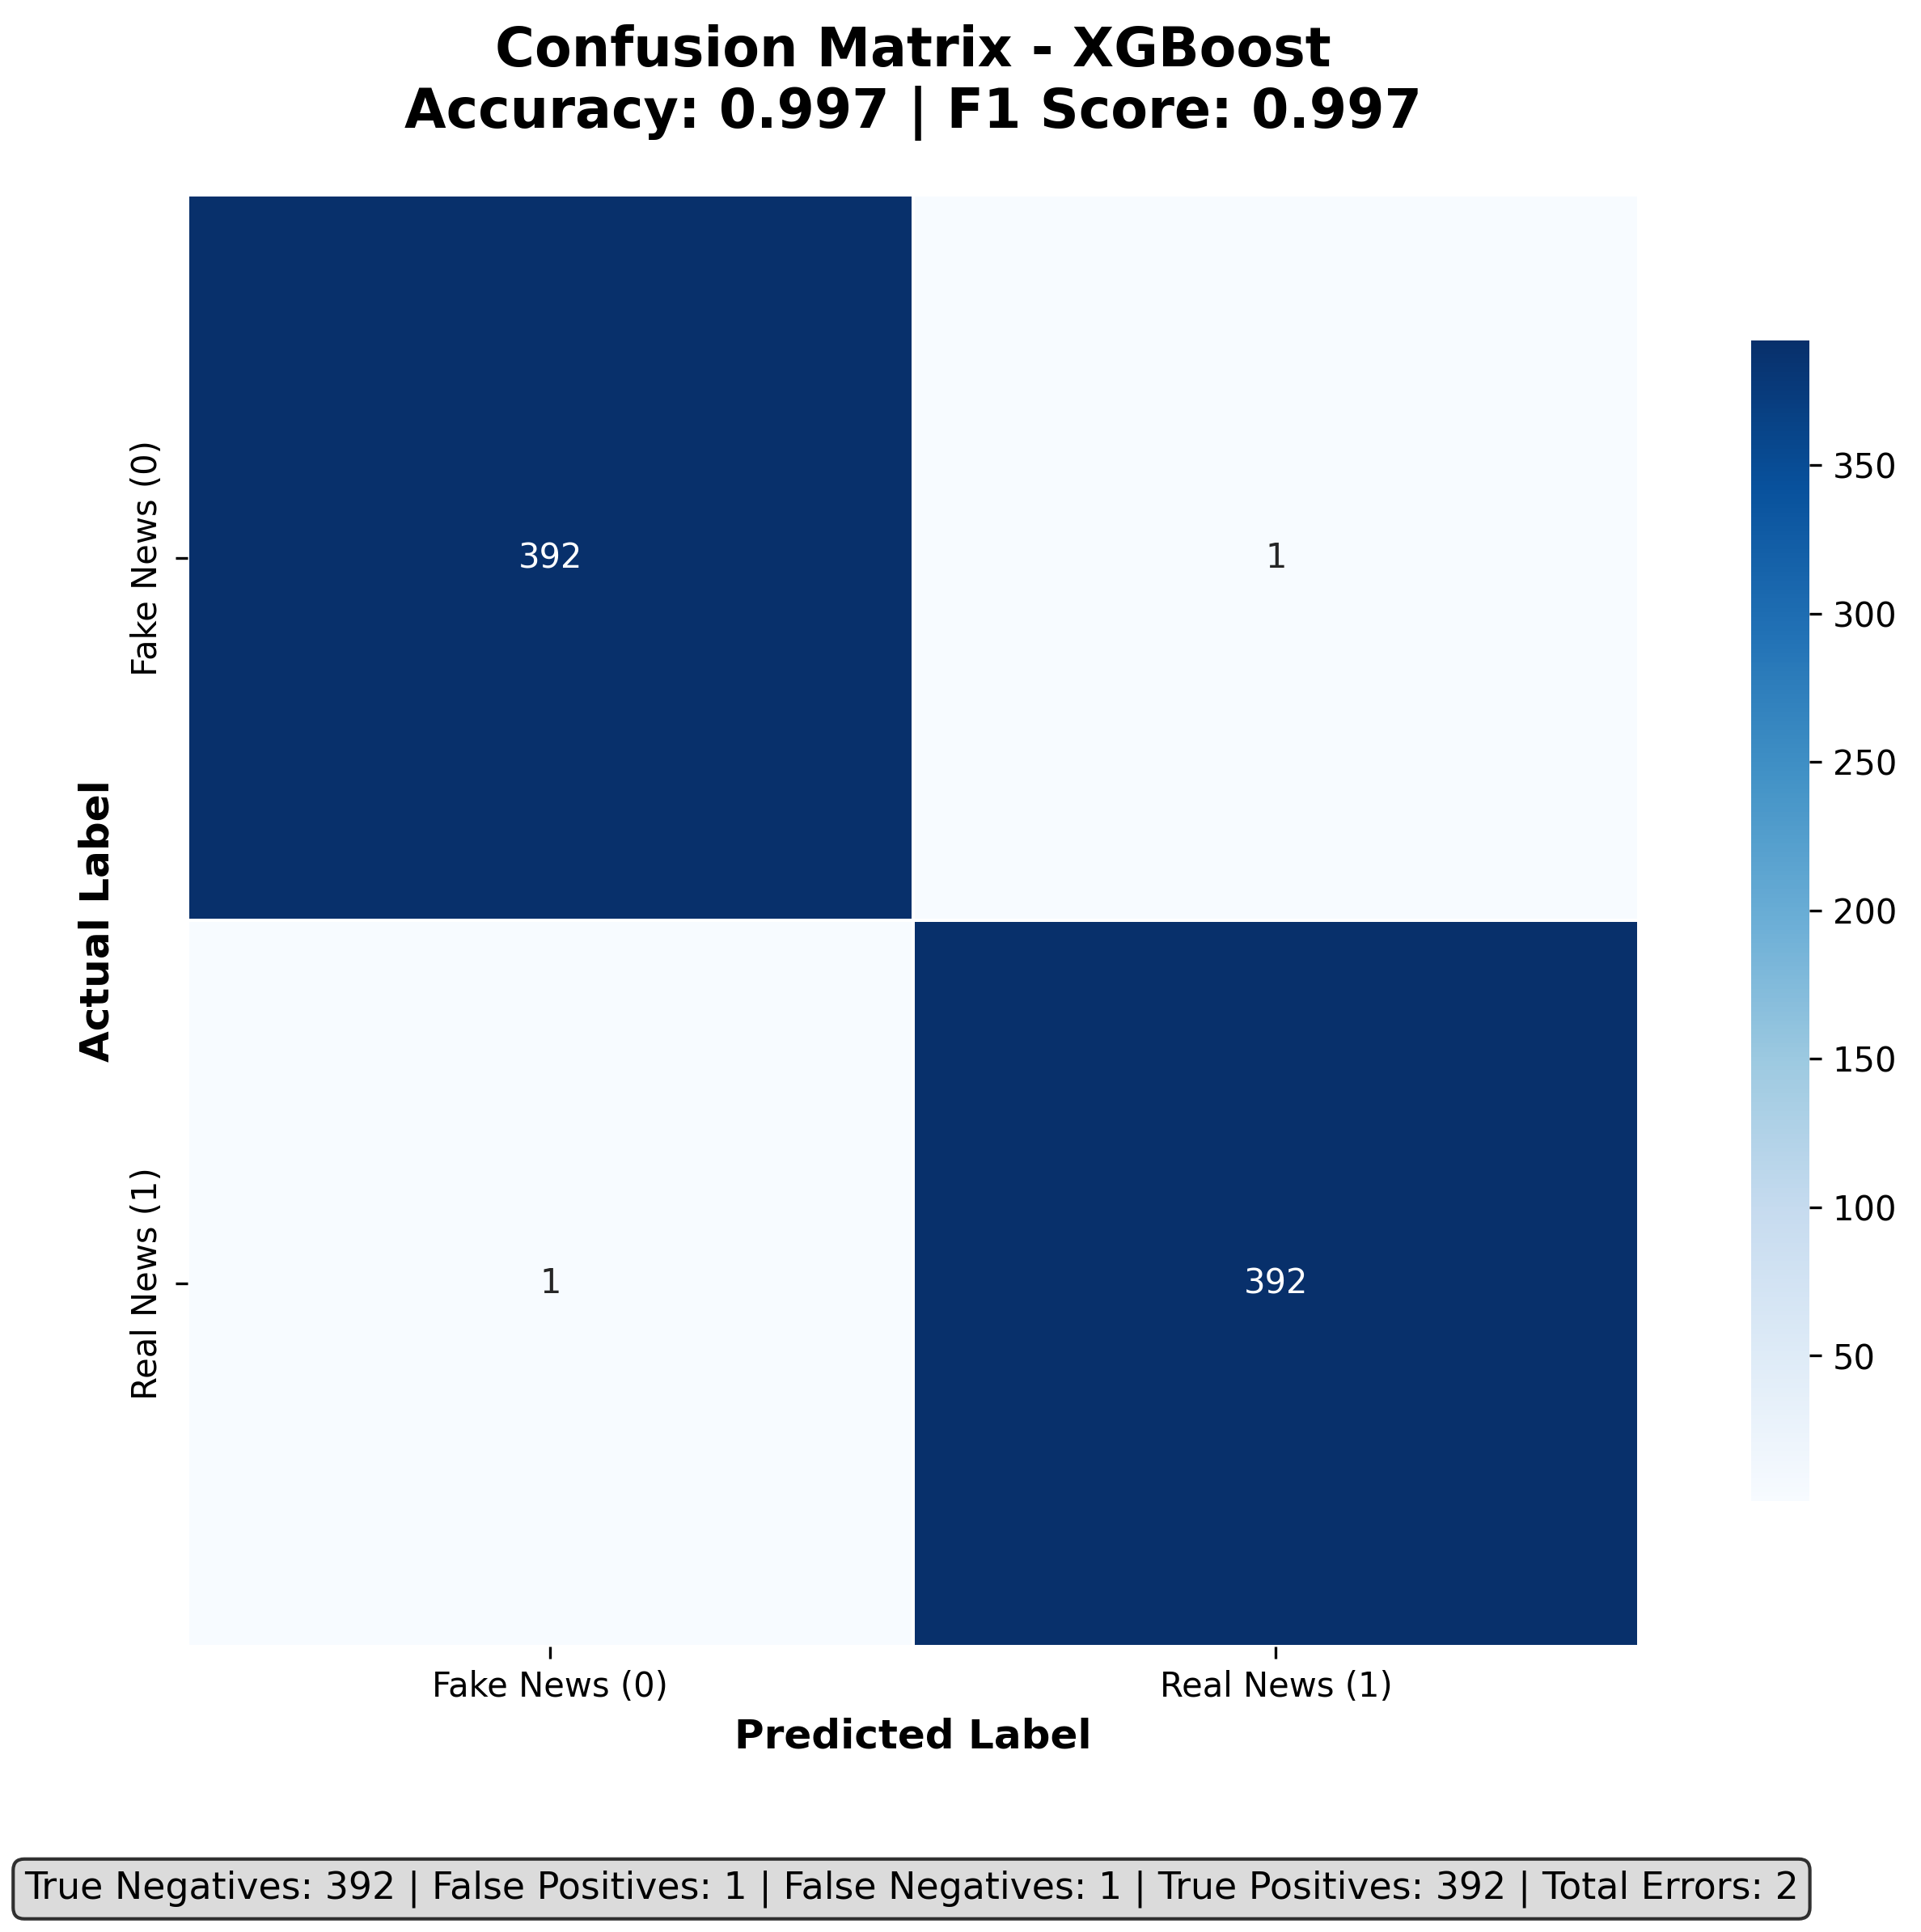 Confusion Matrix - XGBoost
Accuracy: 0.997 | F1 Score: 0.997
Actual Label
Fake News (0)
392
1
Real News (1)
1
392
Fake News (0)
Real News (1)
Predicted Label
350
300
250
200
150
100
50
True Negatives: 392 | False Positives: 1 | False Negatives: 1 | True Positives: 392 | Total Errors: 2